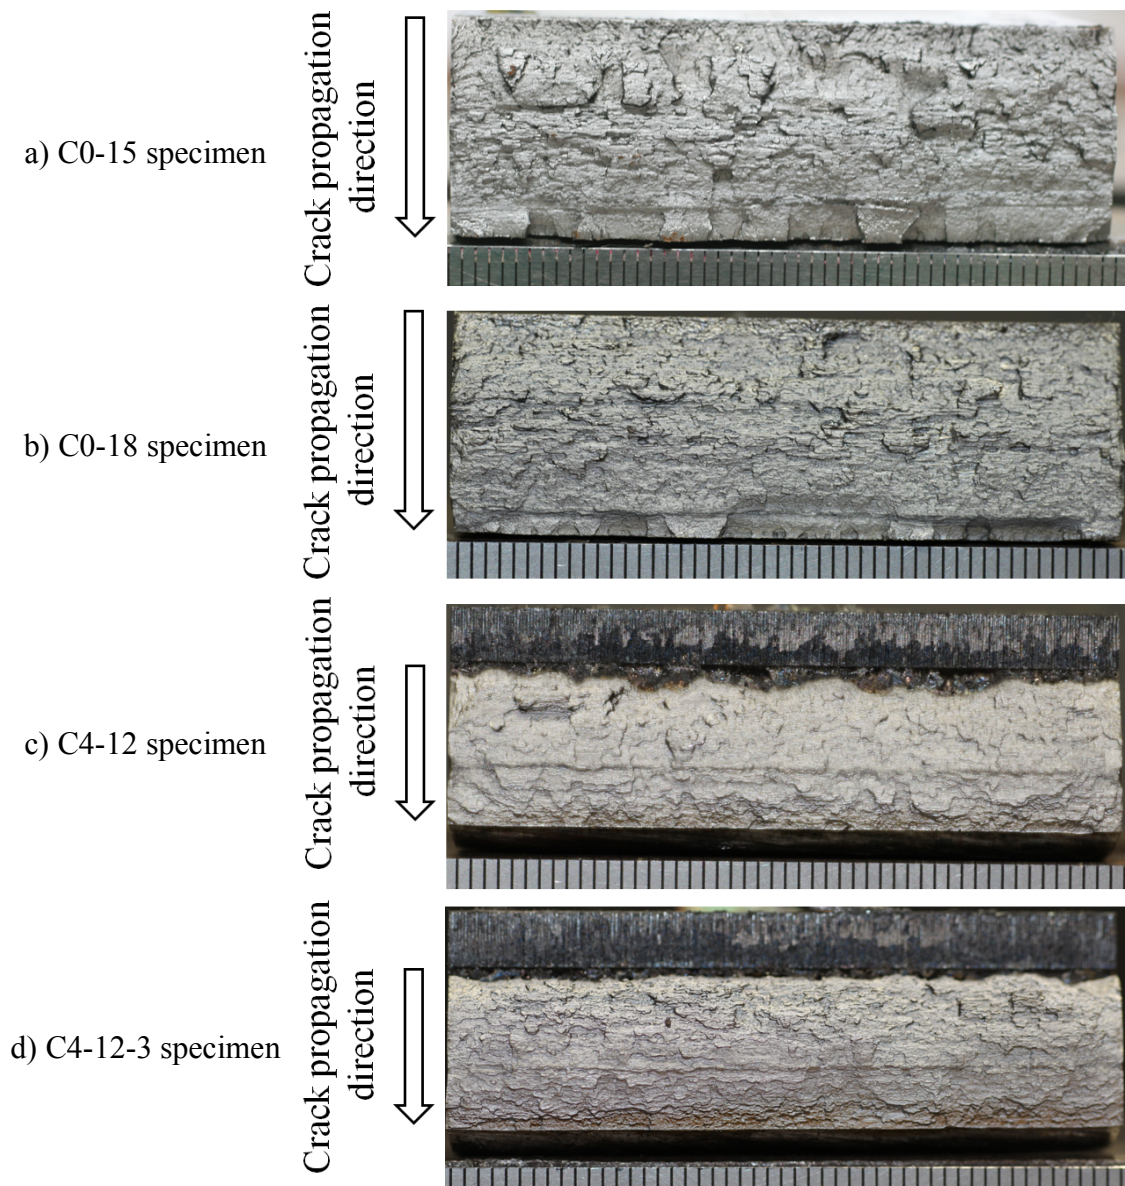 a) C0-15 specimen
Crack propagation
direction
b) C0-18 specimen
Crack propagation
direction
c) C4-12 specimen
Crack propagation
direction
d) C4-12-3 specimen
Crack propagation
direction